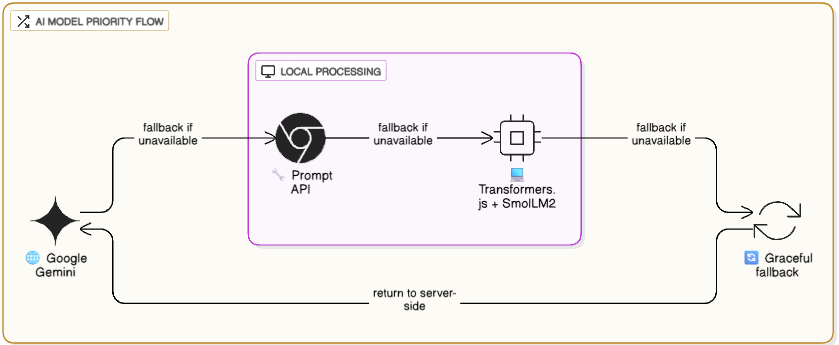 AI MODEL PRIORITY FLOW
LOCAL PROCESSING
fallback if
unavailable
fallback if
unavailable
fallback if
unavailable
Prompt
API
Transformers.
js + SmolLM2
Google
Gemini
Graceful
fallback
return to server-
side